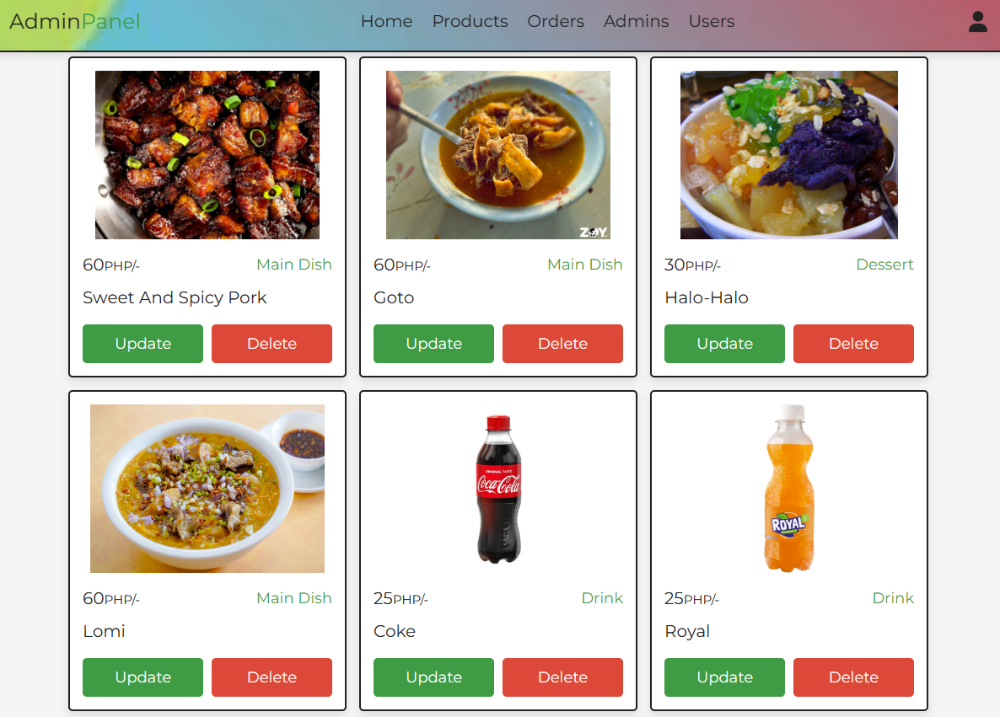 AdminPanel
Home Products Orders Admins Users
ZOY
60PHP/- Main Dish
Sweet And Spicy Pork
Update Delete
60PHP/- Main Dish
Goto
Update Delete
30PHP/- Dessert
Halo-Halo
Update Delete
ORIGINAL TASTE
Coca-Cola
ROYAL
60PHP/- Main Dish
Lomi
Update Delete
25PHP/- Drink
Coke
Update Delete
25PHP/- Drink
Royal
Update Delete